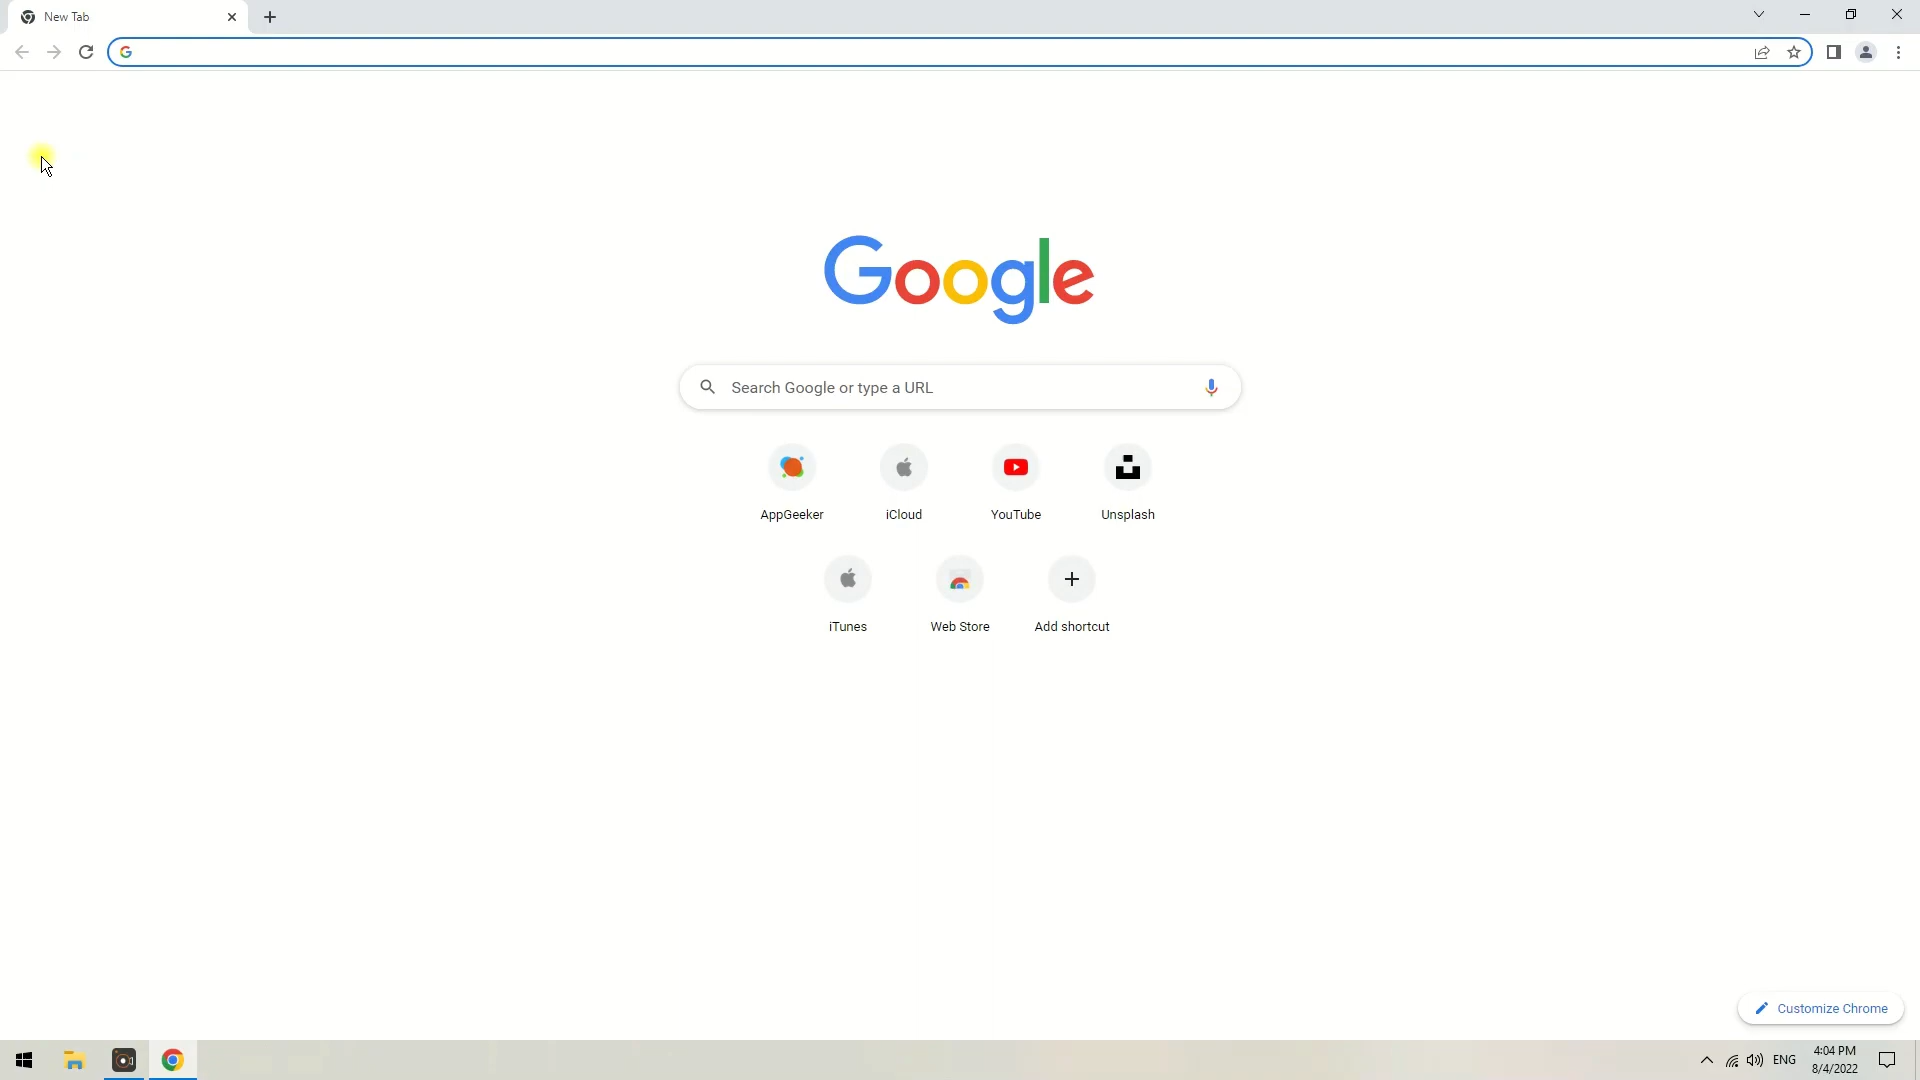 New Tab
Google
Search Google or type a URL
AppGeeker
iCloud
YouTube
Unsplash
iTunes
Web Store
Add shortcut
Customize Chrome
ENG
4:04 PM
8/4/2022